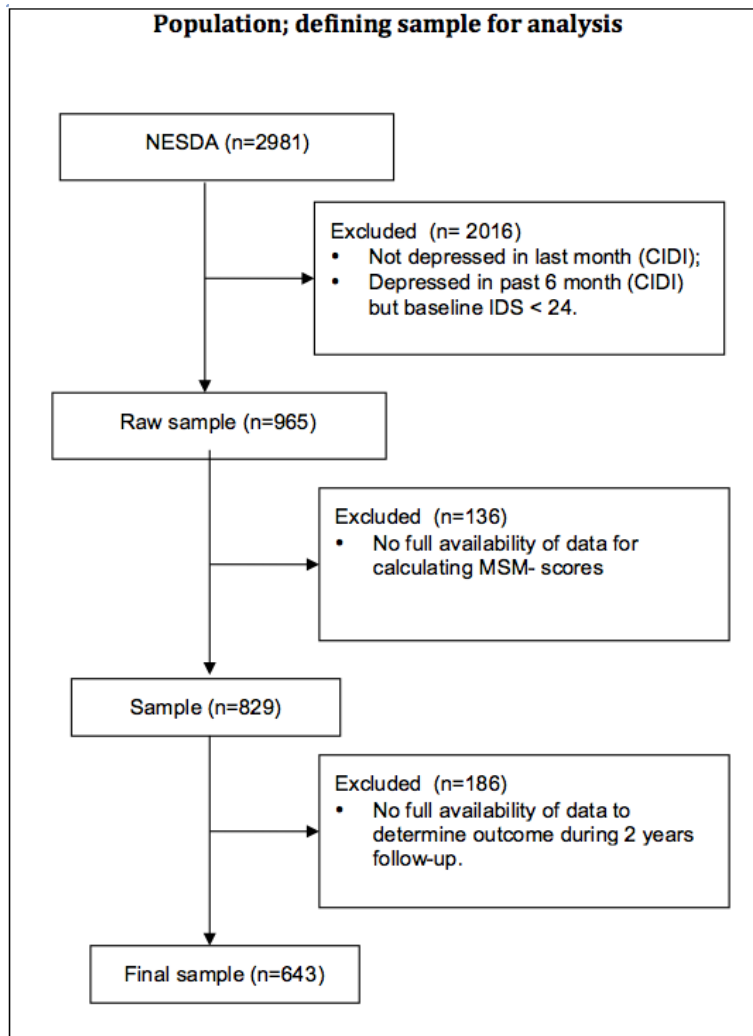 Population; defining sample for analysis
NESDA (n=2981)
Excluded (n= 2016)
• Not depressed in last month (CIDI);
• Depressed in past 6 month (CIDI)
but baseline IDS < 24.
Raw sample (n=965)
Excluded (n=136)
• No full availability of data for
calculating MSM- scores
Sample (n=829)
Excluded (n=186)
• No full availability of data to
determine outcome during 2 years
follow-up.
Final sample (n=643)